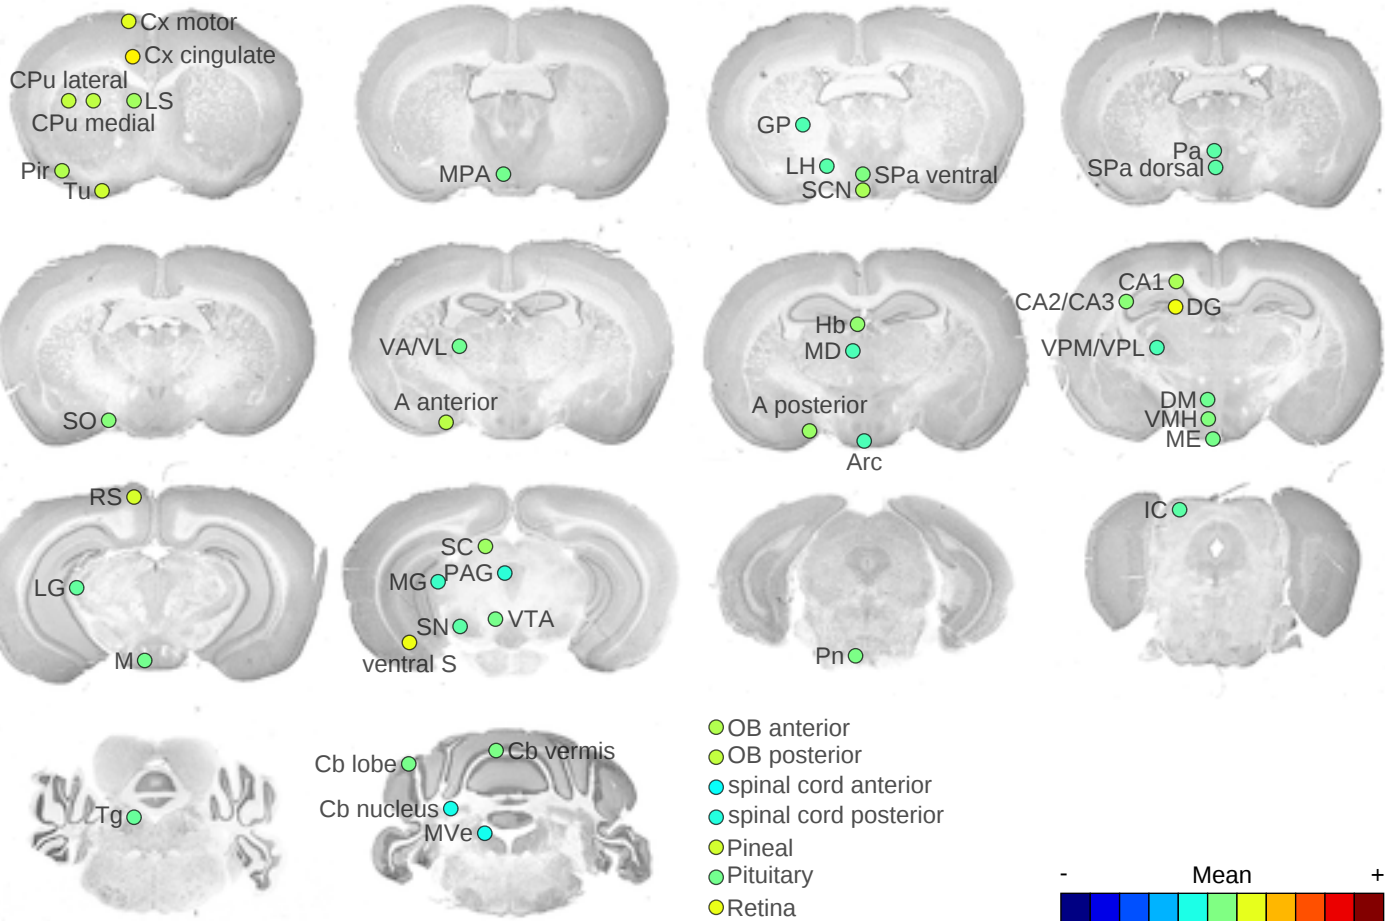 Cx motor
Cx cingulate
CPu lateral
LS
CPu medial
Pir
Tu
MPA
GP
LH
SPa ventral
SCN
Pa
SPa dorsal
SO
VA/VL
A anterior
Hb
MD
A posterior
Arc
CA1
CA2/CA3
DG
VPM/VPL
DM
VMH
ME
RS
LG
M
SC
PAG
MG
SN
VTA
ventral S
Pn
IC
Tg
Cb lobe
Cb vermis
Cb nucleus
MVe
OB anterior
OB posterior
spinal cord anterior
spinal cord posterior
Pineal
Pituitary
Retina
- Mean +